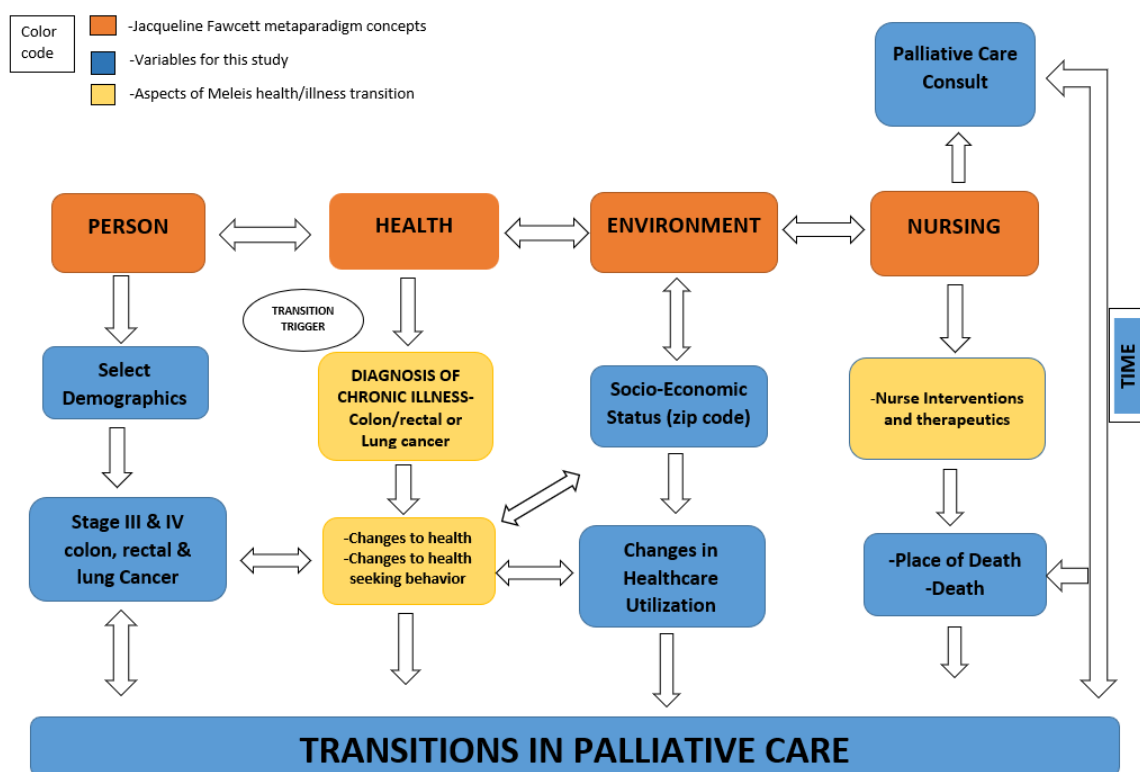 Color
code
-Jacqueline Fawcett metaparadigm concepts
-Variables for this study
-Aspects of Meleis health/illness transition
Palliative Care
Consult
PERSON
HEALTH
ENVIRONMENT
NURSING
TRANSITION
TRIGGER
TIME
Select
Demographics
DIAGNOSIS OF
CHRONIC ILLNESS-
Colon/rectal or
Lung cancer
Socio-Economic
Status (zip code)
-Nurse Interventions
and therapeutics
Stage III & IV
colon, rectal &
lung Cancer
-Changes to health
-Changes to health
seeking behavior
Changes in
Healthcare
Utilization
-Place of Death
-Death
TRANSITIONS IN PALLIATIVE CARE